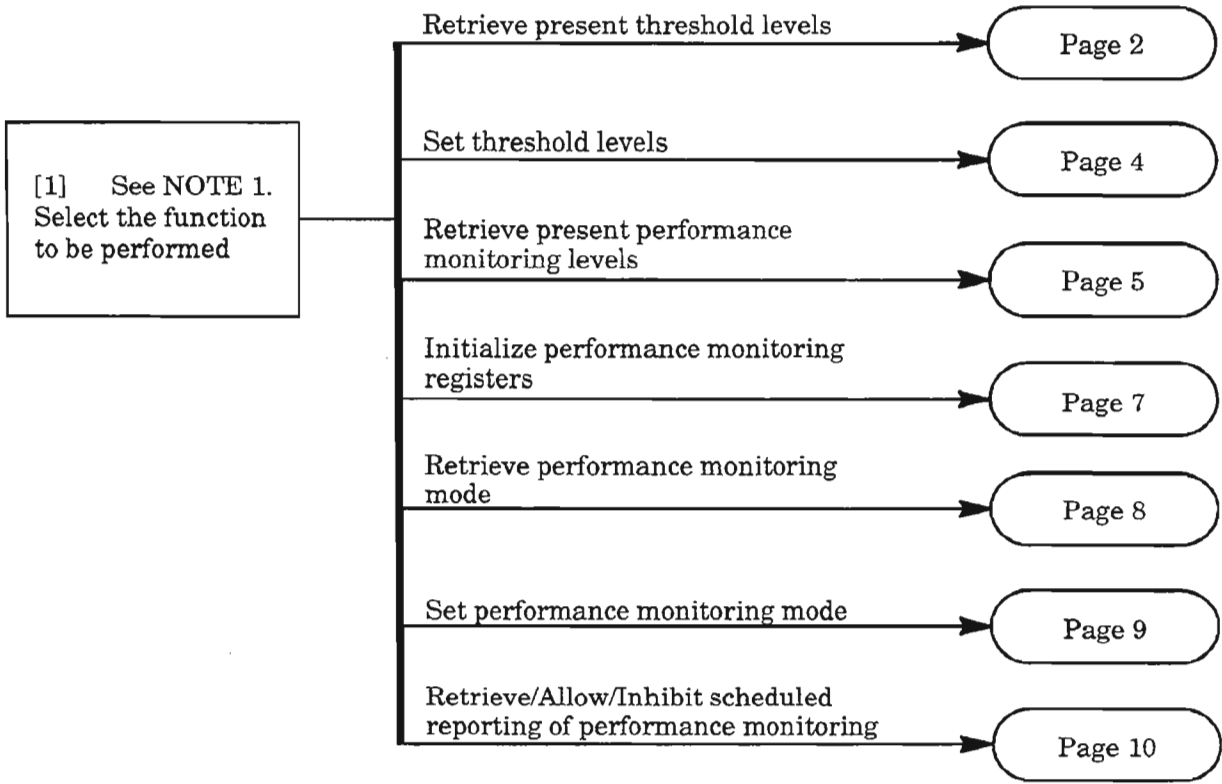 Retrieve present threshold levels
Page 2
[1] See NOTE 1.
Select the function
to be performed
Set threshold levels
Page 4
Retrieve present performance
monitoring levels
Page 5
Initialize performance monitoring
registers
Page 7
Retrieve performance monitoring
mode
Page 8
Set performance monitoring mode
Page 9
Retrieve/Allow/Inhibit scheduled
reporting of performance monitoring
Page 10